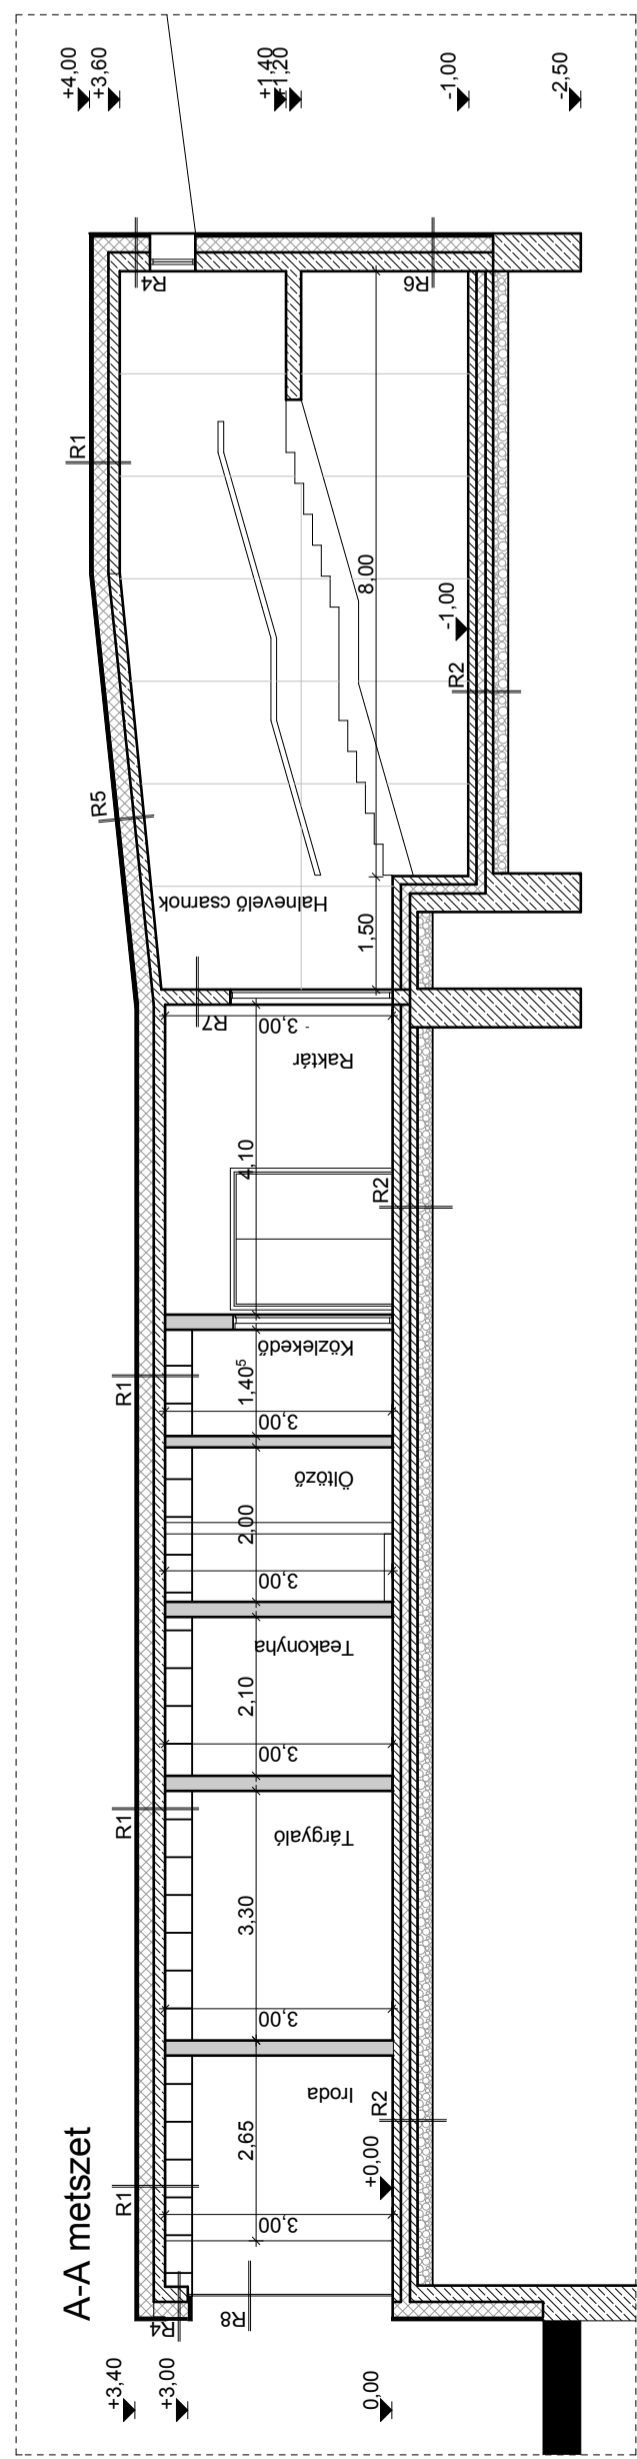 A-A metszet
+3,40
+3,00
0,00
R4
R8
R1
3,00
2,65
+0,00
Iroda
R2
3,00
3,30
Tárgyaló
R1
3,00
2,10
Teakonyha
3,00
2,00
Öltöző
R1
3,00
1,40⁵
Közlekedő
4,10
R2
3,00
Raktár
R7
1,50
Halnevelő csarnok
R5
R2
-1,00
8,00
R1
R4
R6
+4,00
+3,60
+1,40
+1,20
-1,00
-2,50